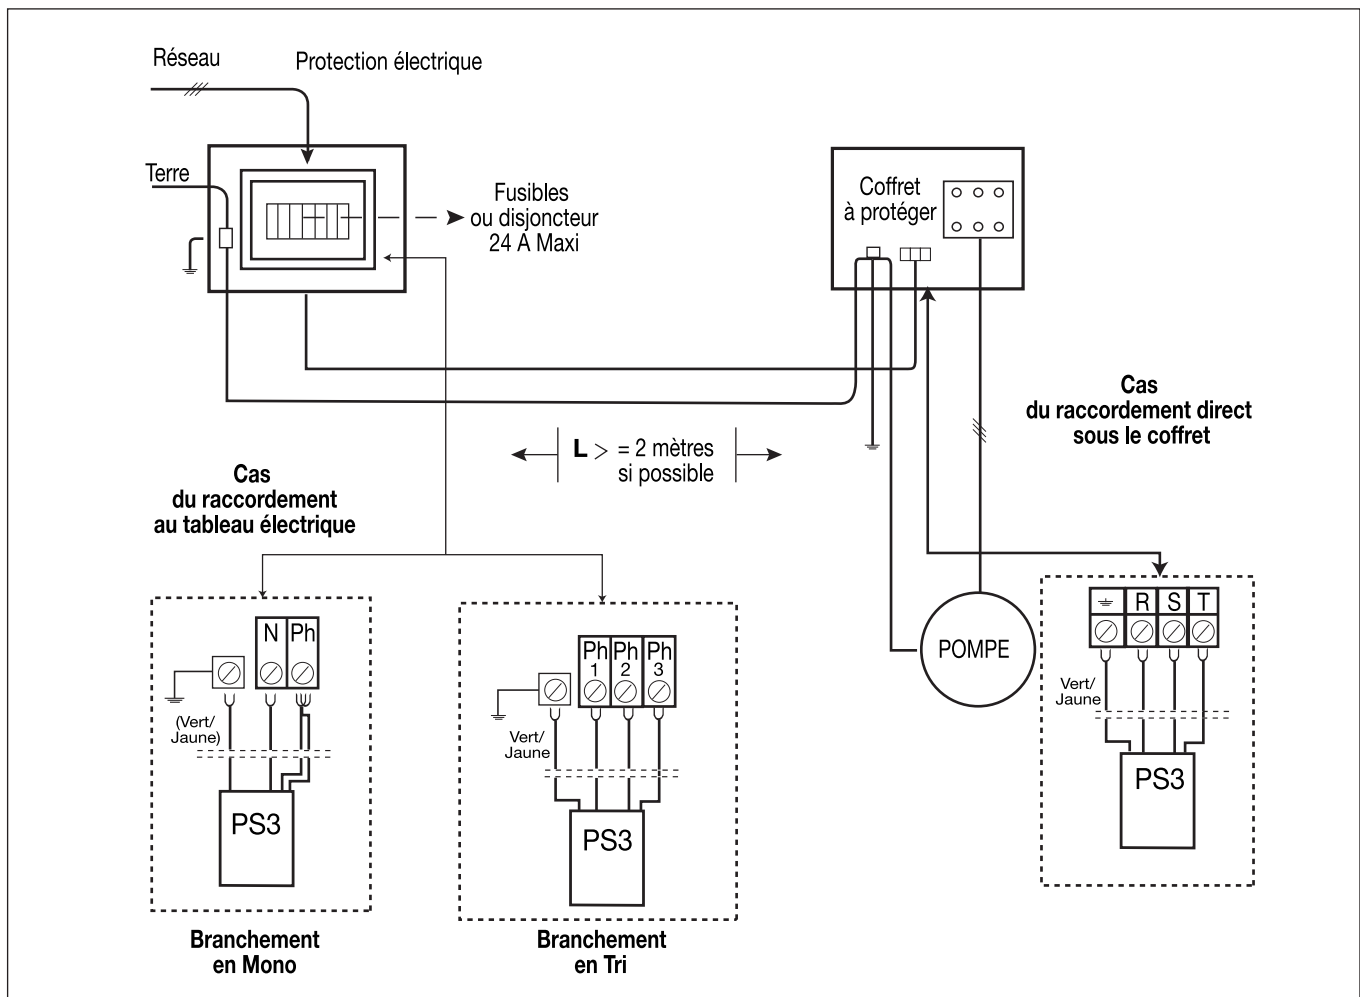 Réseau
Protection électrique
Terre
Fusibles
ou disjoncteur
24 A Maxi
Coffret
à protéger
Cas
du raccordement direct
sous le coffret
L > = 2 mètres
si possible
Cas
du raccordement
au tableau électrique
N Ph
(Vert/
Jaune)
PS3
Branchement
en Mono
Ph Ph Ph
1 2 3
Vert/
Jaune
PS3
Branchement
en Tri
POMPE
R S T
Vert/
Jaune
PS3